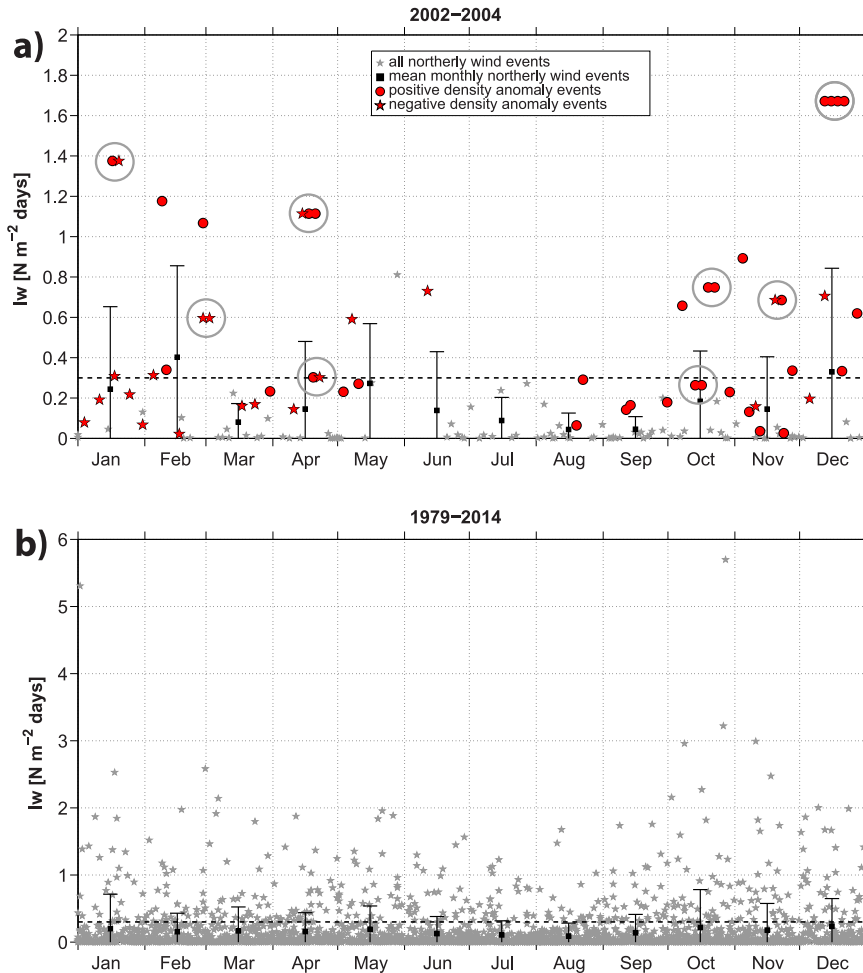 2002−2004
a)
Iw [N m−2 days]
2
1.8
1.6
1.4
1.2
1
0.8
0.6
0.4
0.2
0
all northerly wind events
mean monthly northerly wind events
positive density anomaly events
negative density anomaly events
Jan Feb Mar Apr May Jun Jul Aug Sep Oct Nov Dec
1979−2014
b)
Iw [N m−2 days]
6
5
4
3
2
1
0
Jan Feb Mar Apr May Jun Jul Aug Sep Oct Nov Dec